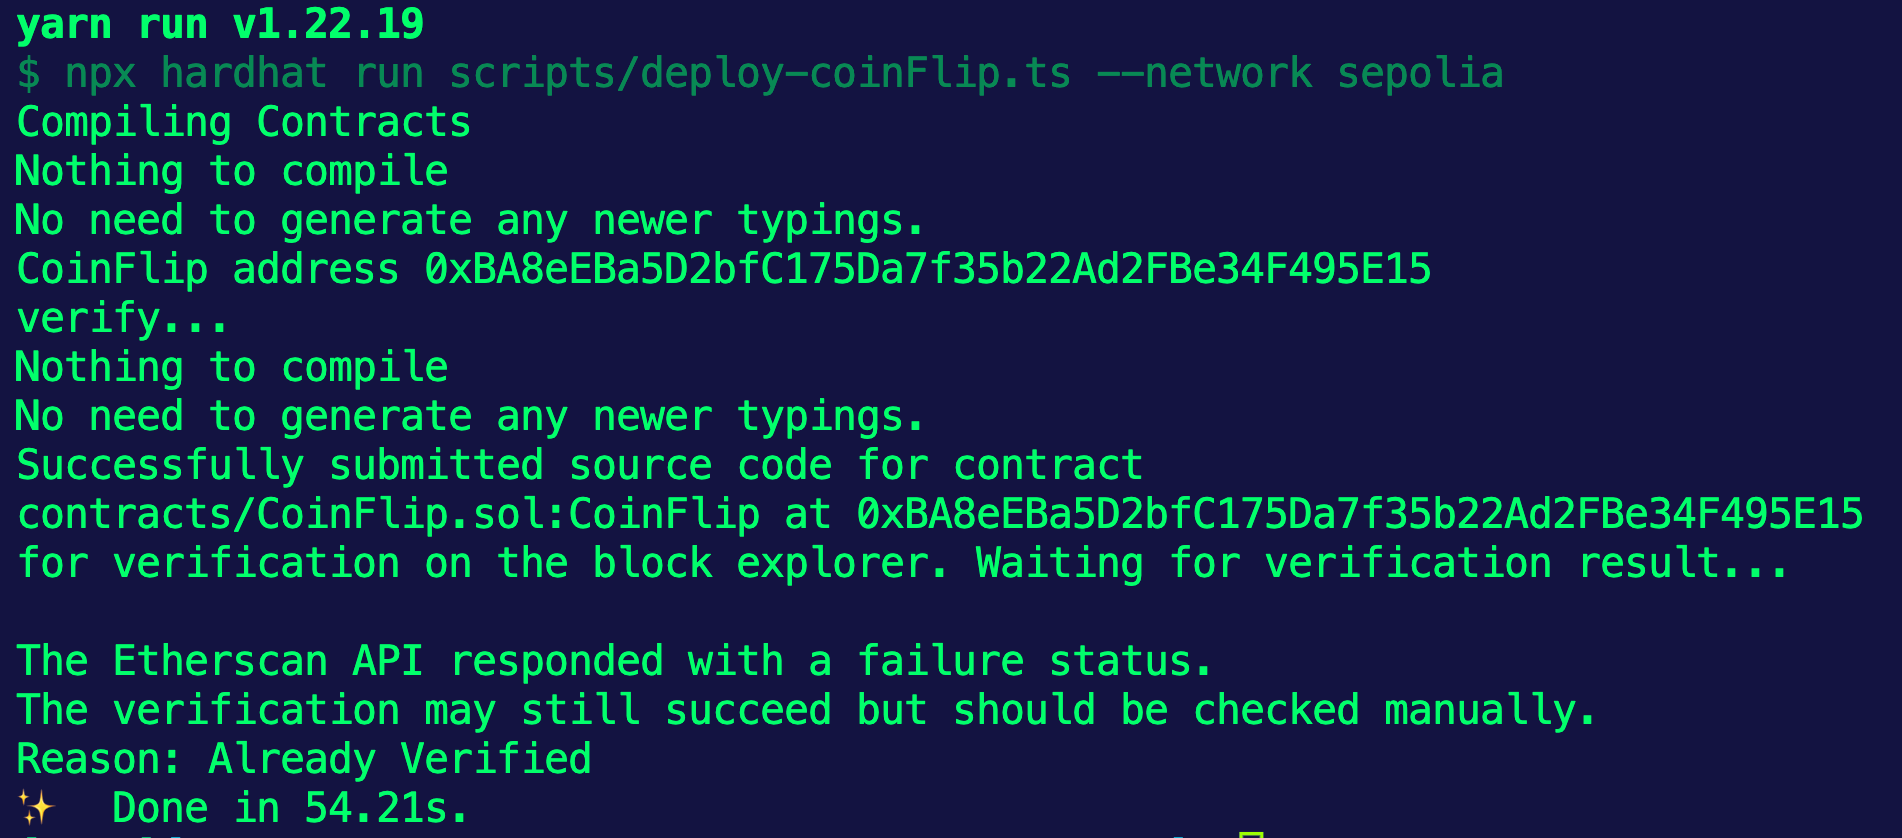 yarn run v1.22.19
$ npx hardhat run scripts/deploy-coinFlip.ts --network sepolia
Compiling Contracts
Nothing to compile
No need to generate any newer typings.
CoinFlip address 0xBA8eEBa5D2bfC175Da7f35b22Ad2FBe34F495E15
verify...
Nothing to compile
No need to generate any newer typings.
Successfully submitted source code for contract
contracts/CoinFlip.sol:CoinFlip at 0xBA8eEBa5D2bfC175Da7f35b22Ad2FBe34F495E15
for verification on the block explorer. Waiting for verification result...
The Etherscan API responded with a failure status.
The verification may still succeed but should be checked manually.
Reason: Already Verified
✨ Done in 54.21s.